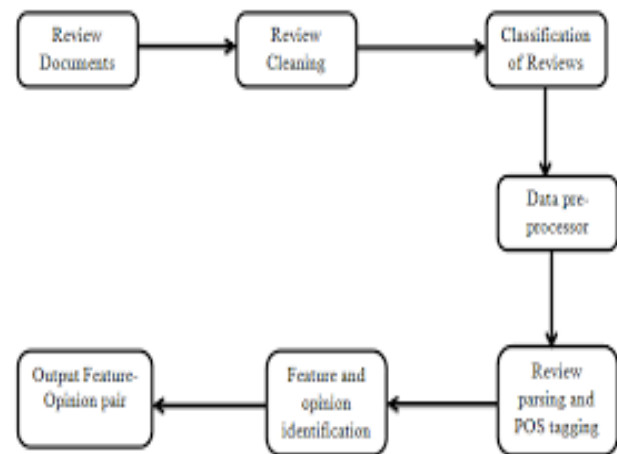 Review
Documents
Review
Cleaning
Classification
of Reviews
Data pre-
processor
Review
parsing and
POS tagging
Feature and
opinion
identification
Output Feature-
Opinion pair